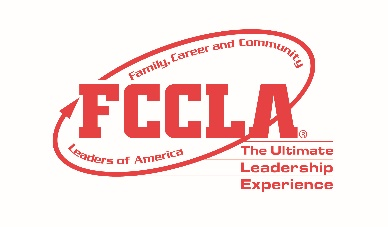 Family, Career and Community
FCCLA®
Leaders of America
The Ultimate
Leadership
Experience